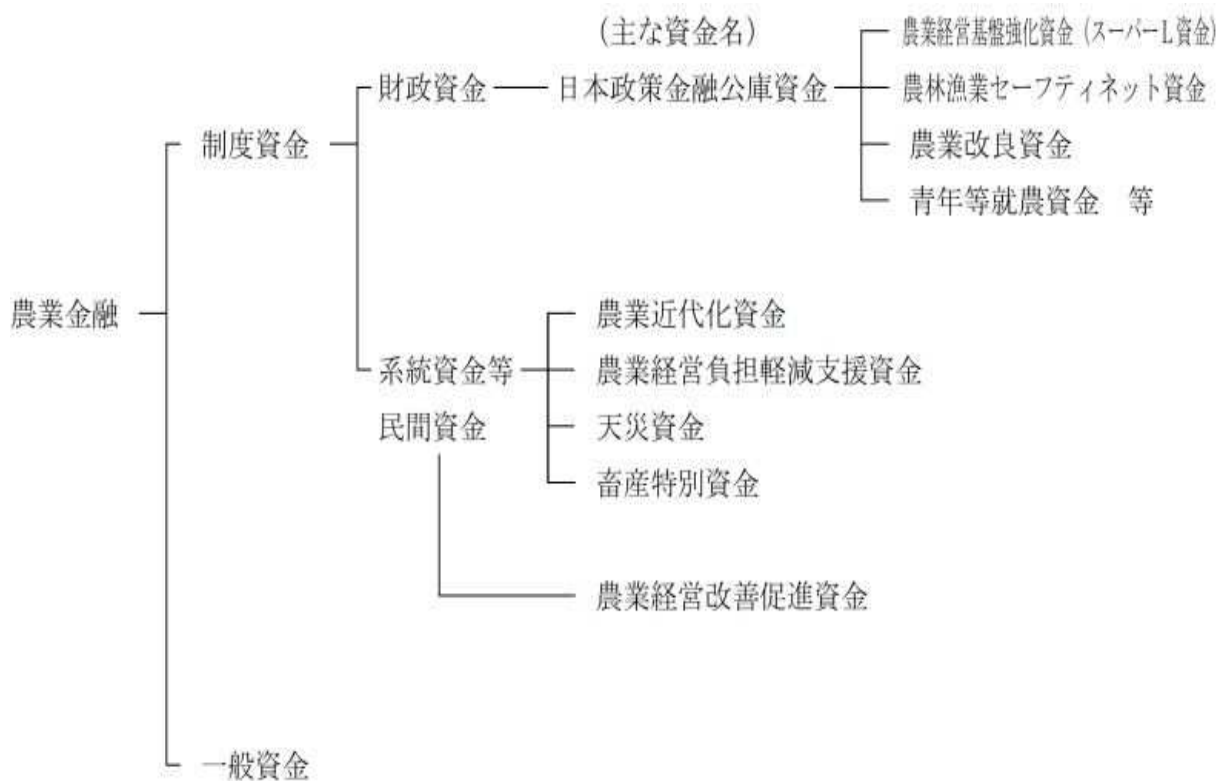 (主な資金名)
農業経営基盤強化資金(スーパーL資金)
財政資金
日本政策金融公庫資金
農林漁業セーフティネット資金
制度資金
農業改良資金
青年等就農資金 等
農業金融
農業近代化資金
系統資金等
農業経営負担軽減支援資金
民間資金
天災資金
畜産特別資金
農業経営改善促進資金
一般資金